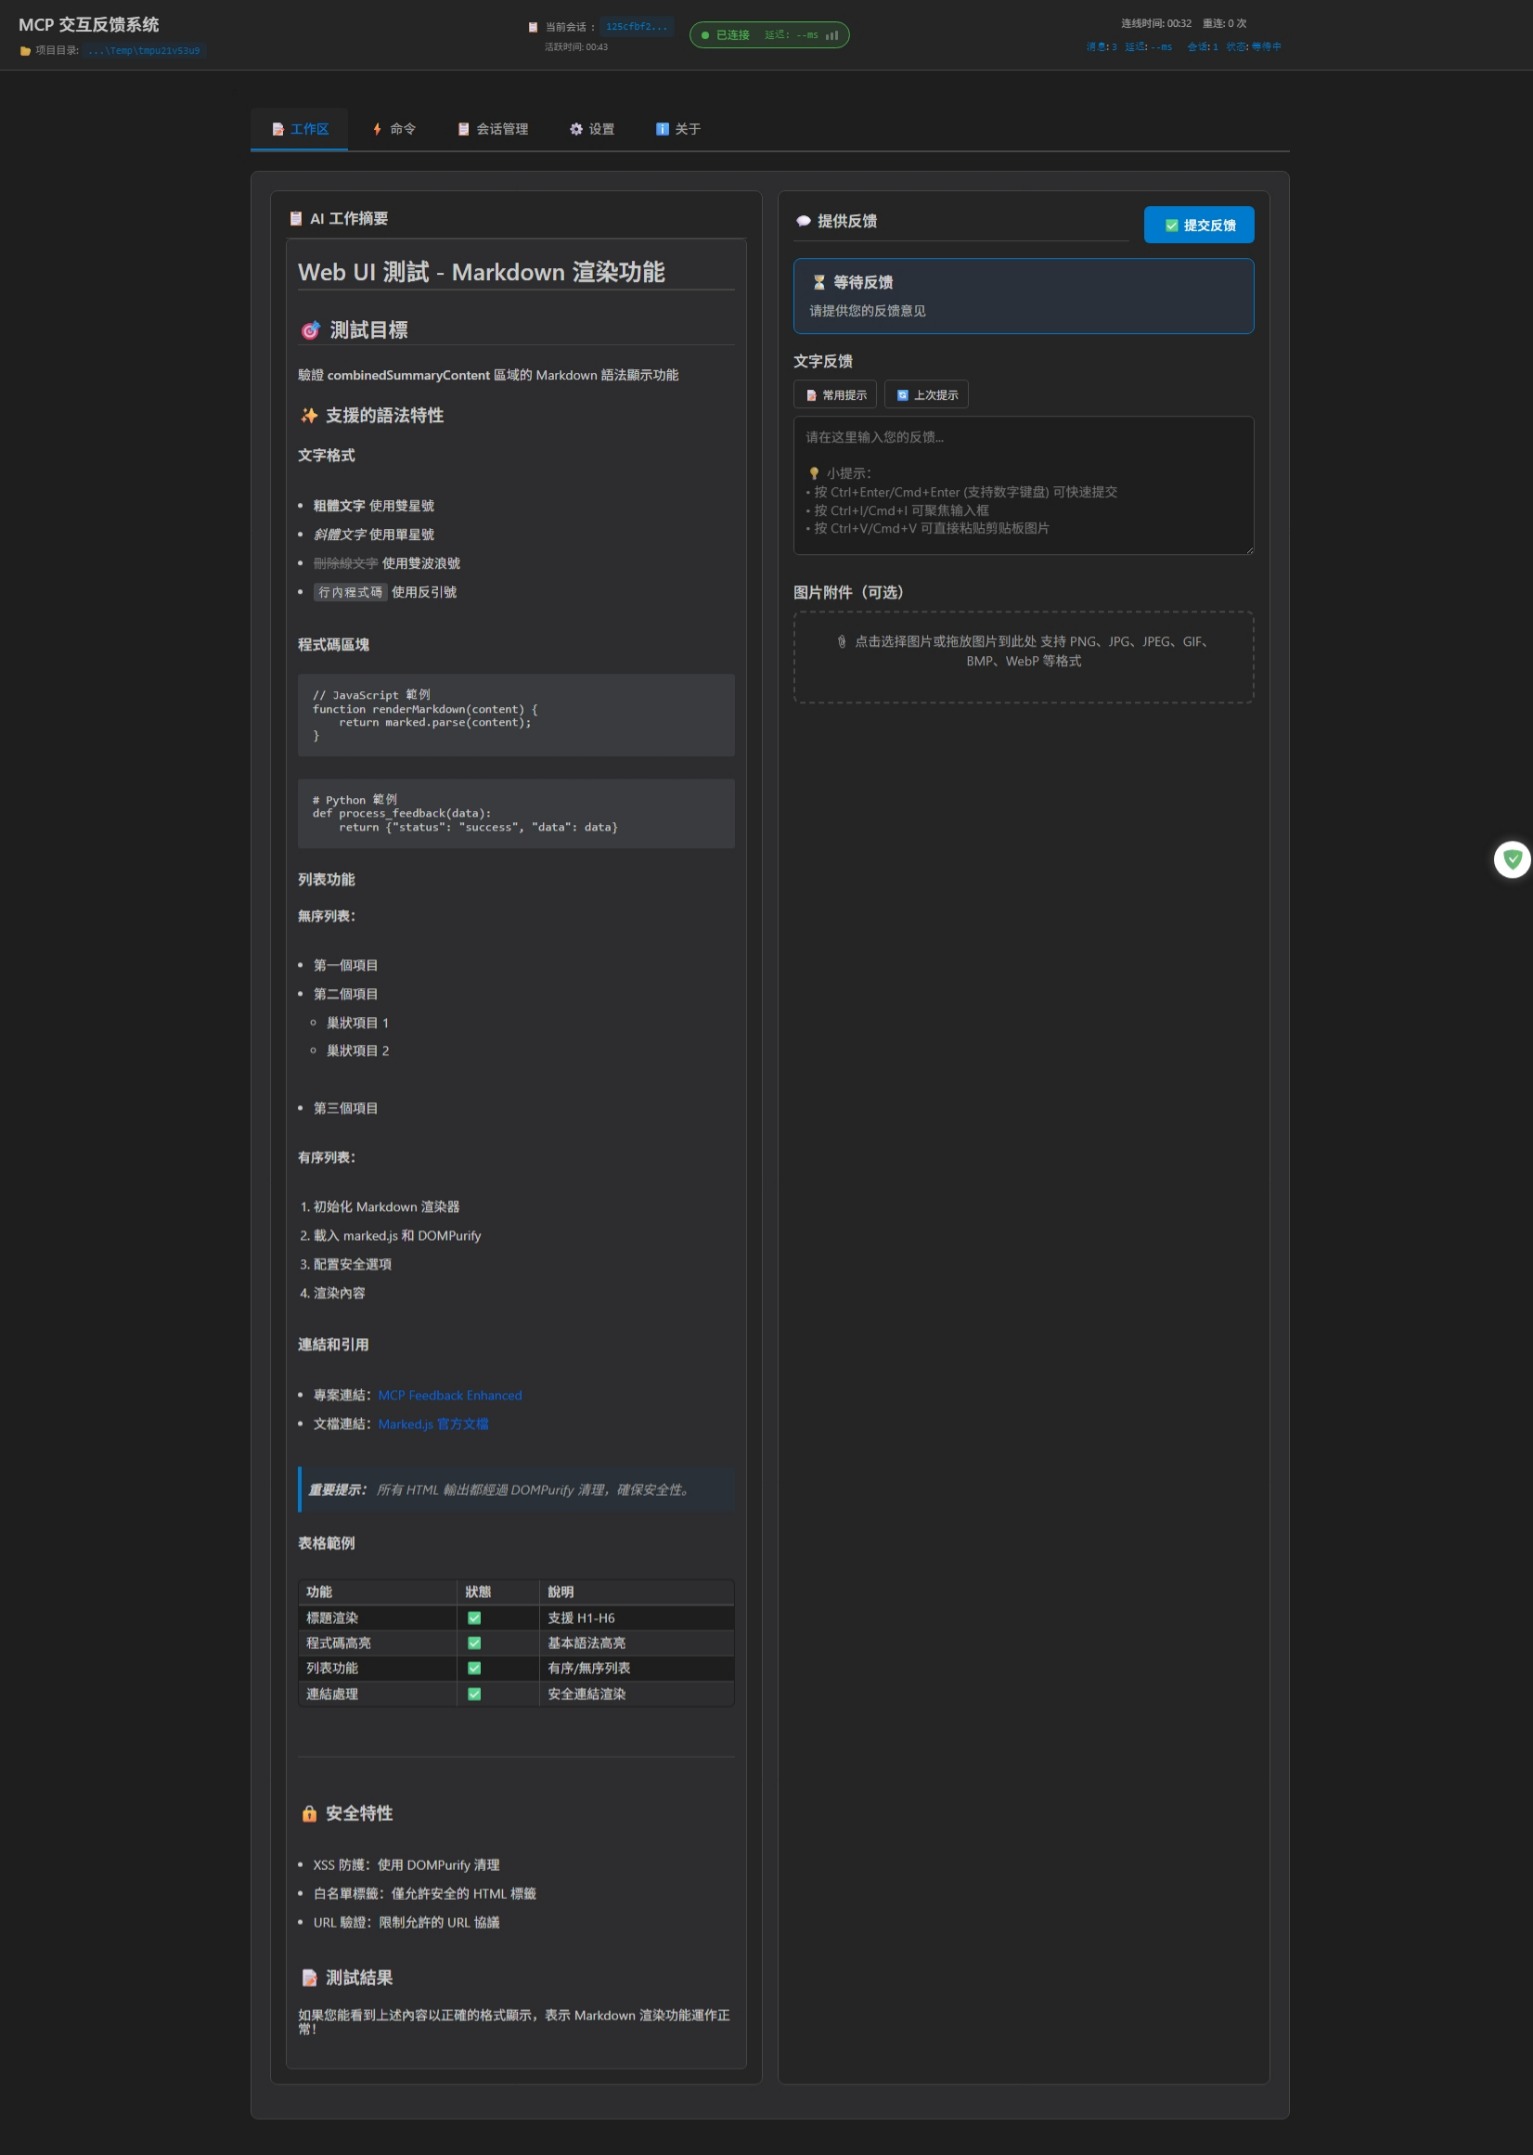 MCP 交互反馈系统
📁 项目目录: ...\Temp\tmpu21v53u9
📋 当前会话 : 125cfbf2...
活跃时间: 00:43
● 已连接 延迟: --ms
连线时间: 00:32 重连: 0 次
消息: 3 延迟: --ms 会话: 1 状态: 等待中
📝 工作区
⚡ 命令
📋 会话管理
⚙️ 设置
ℹ️ 关于
📋 AI 工作摘要
Web UI 測試 - Markdown 渲染功能
🎯 測試目標
驗證 combinedSummaryContent 區域的 Markdown 語法顯示功能
✨ 支援的語法特性
文字格式
• 粗體文字 使用雙星號
• 斜體文字 使用單星號
• 刪除線文字 使用雙波浪號
• 行內程式碼 使用反引號
程式碼區塊
// JavaScript 範例
function renderMarkdown(content) {
    return marked.parse(content);
}
# Python 範例
def process_feedback(data):
    return {"status": "success", "data": data}
列表功能
無序列表：
• 第一個項目
• 第二個項目
◦ 巢狀項目 1
◦ 巢狀項目 2
• 第三個項目
有序列表：
1. 初始化 Markdown 渲染器
2. 載入 marked.js 和 DOMPurify
3. 配置安全選項
4. 渲染內容
連結和引用
• 專案連結：MCP Feedback Enhanced
• 文檔連結：Marked.js 官方文檔
重要提示： 所有 HTML 輸出都經過 DOMPurify 清理，確保安全性。
表格範例
功能 狀態 說明
標題渲染 ✅ 支援 H1-H6
程式碼高亮 ✅ 基本語法高亮
列表功能 ✅ 有序/無序列表
連結處理 ✅ 安全連結渲染
🔒 安全特性
• XSS 防護：使用 DOMPurify 清理
• 白名單標籤：僅允許安全的 HTML 標籤
• URL 驗證：限制允許的 URL 協議
📝 測試結果
如果您能看到上述內容以正確的格式顯示，表示 Markdown 渲染功能運作正
常！
💬 提供反馈
✅ 提交反馈
⏳ 等待反馈
请提供您的反馈意见
文字反馈
📝 常用提示
🔄 上次提示
请在这里输入您的反馈...
💡 小提示：
• 按 Ctrl+Enter/Cmd+Enter (支持数字键盘) 可快速提交
• 按 Ctrl+I/Cmd+I 可聚焦输入框
• 按 Ctrl+V/Cmd+V 可直接粘贴剪贴板图片
图片附件（可选）
📎 点击选择图片或拖放图片到此处 支持 PNG、JPG、JPEG、GIF、
BMP、WebP 等格式